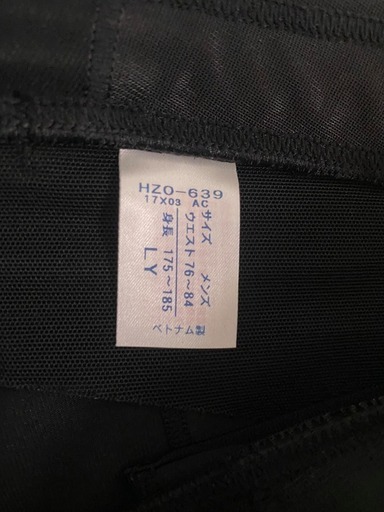 HZO-639
17X03 AC
サイズ メンズ
ウエスト 76~84
身長 175~185
LY
ベトナム製